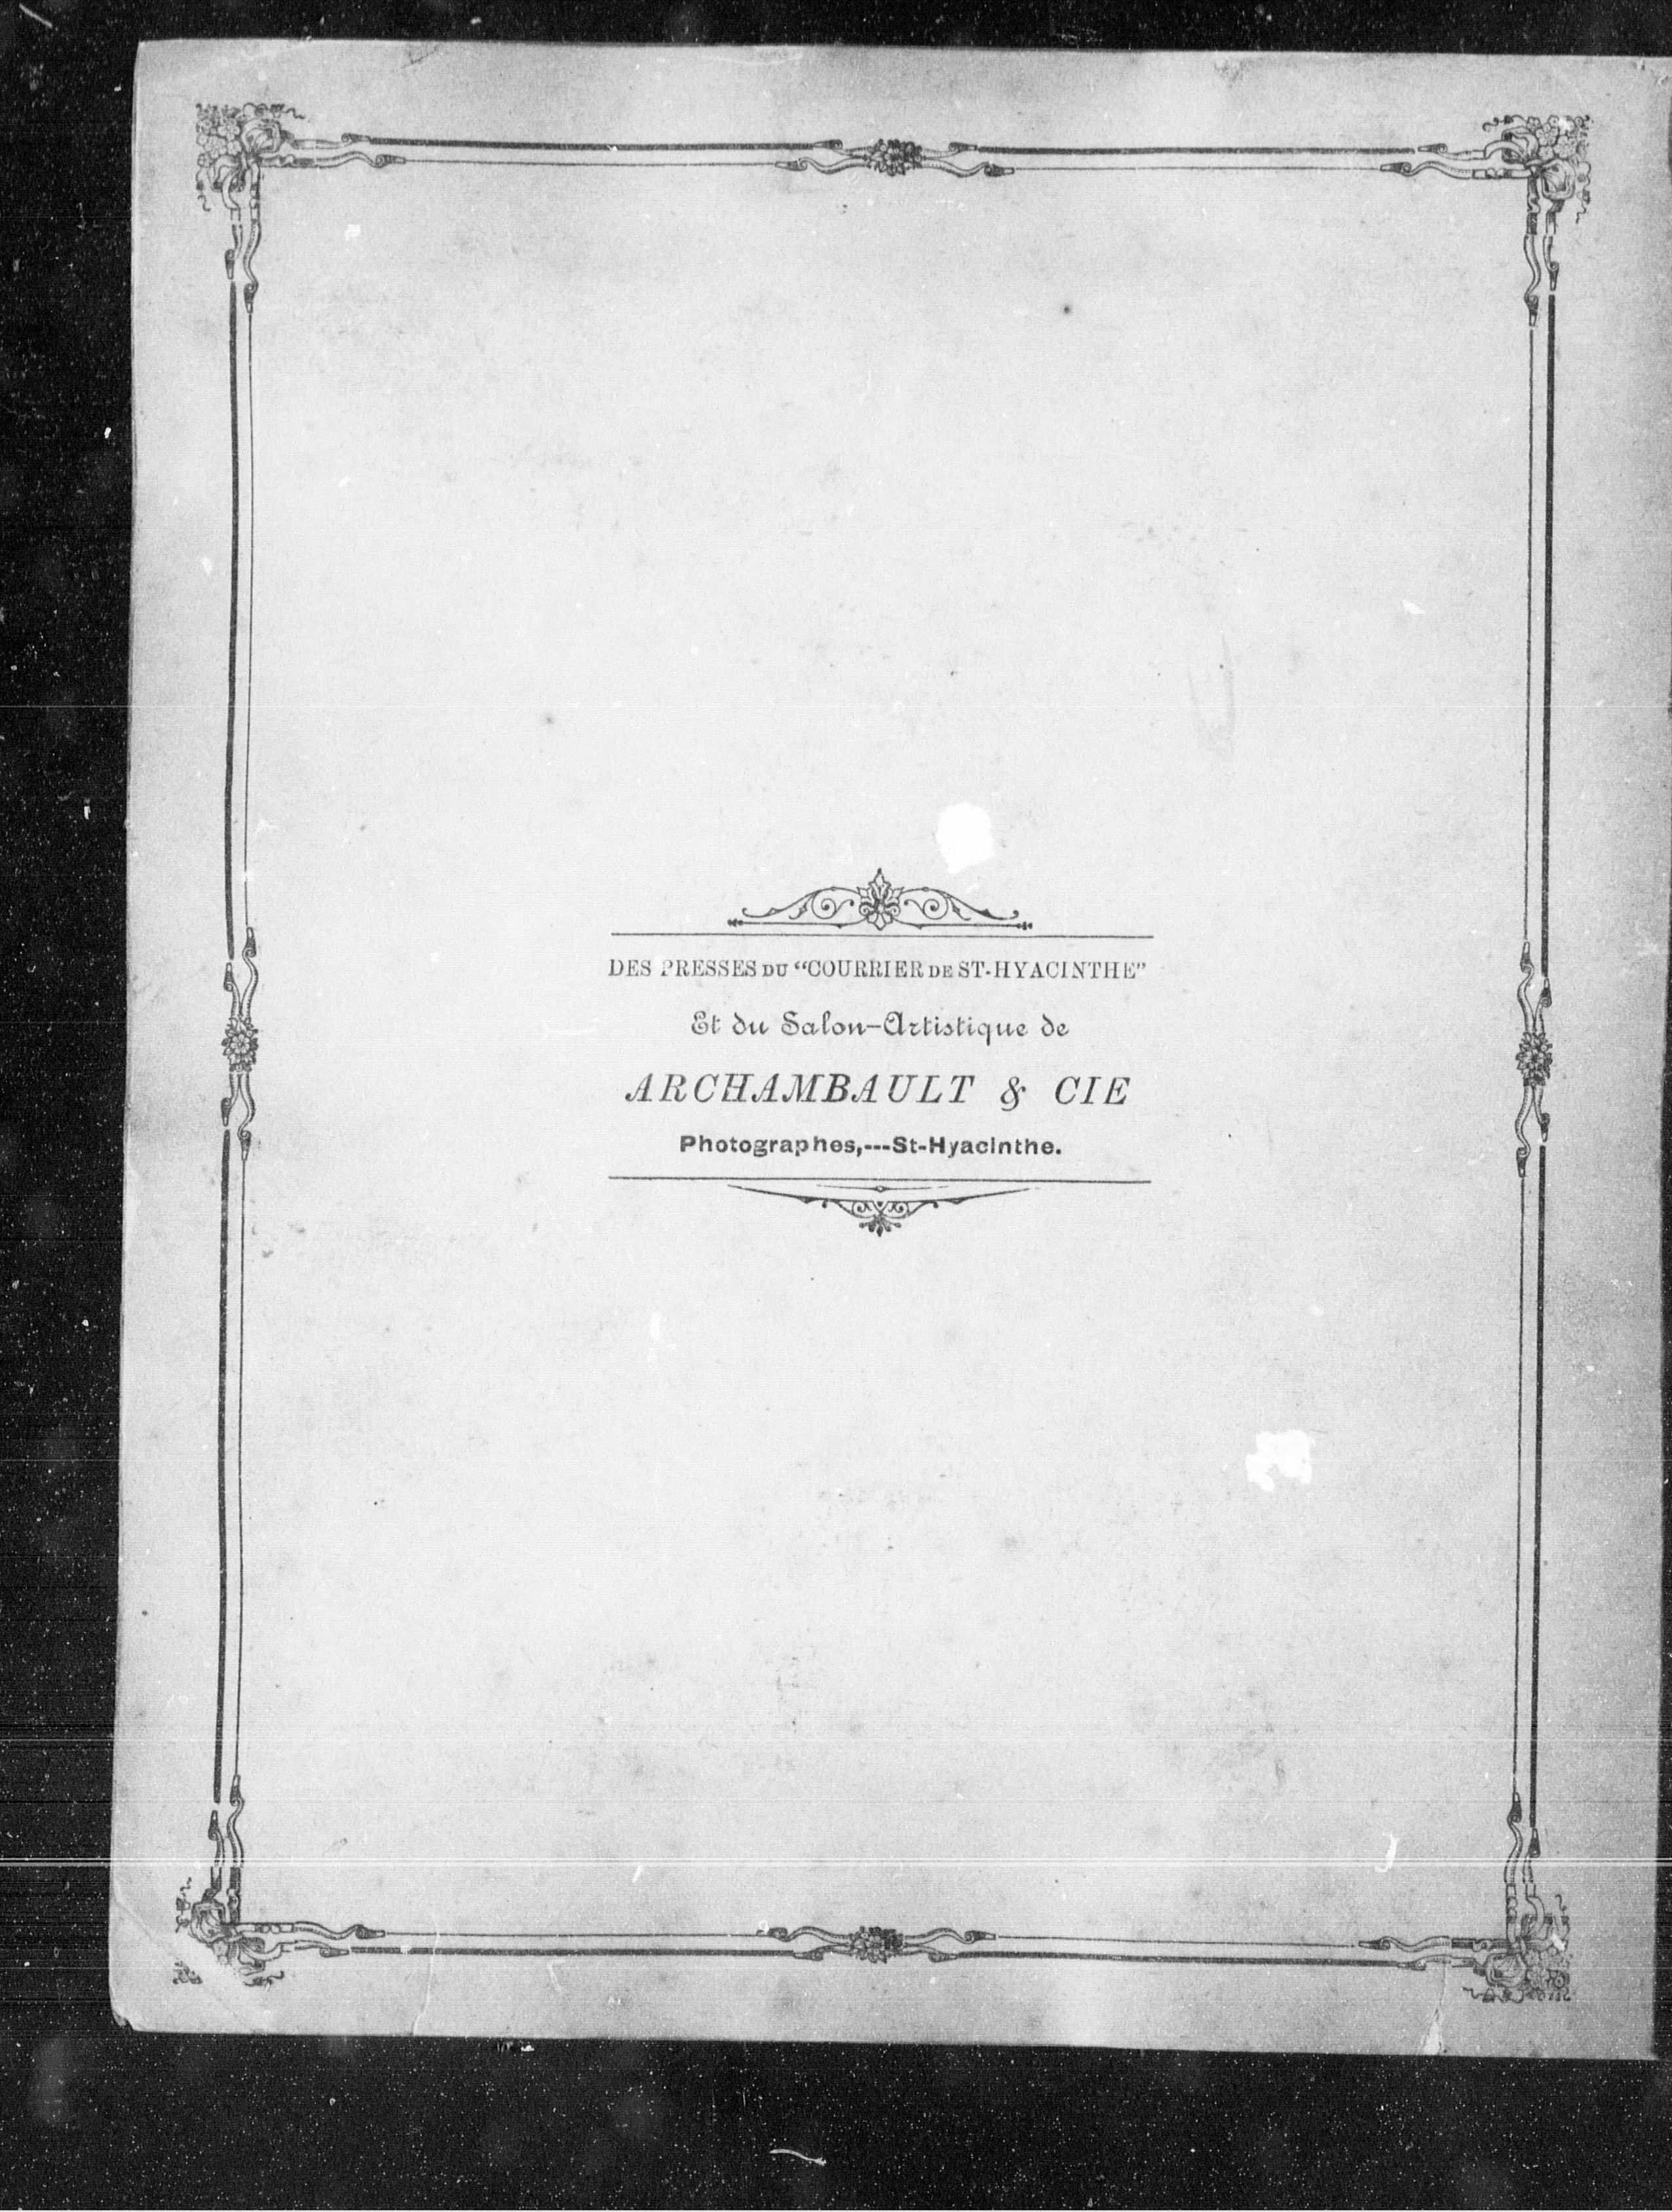 DES PRESSES DU “COURRIER DE ST-HYACINTHE”
Et du Salon-Artistique de
ARCHAMBAULT & CIE
Photographes,---St-Hyacinthe.